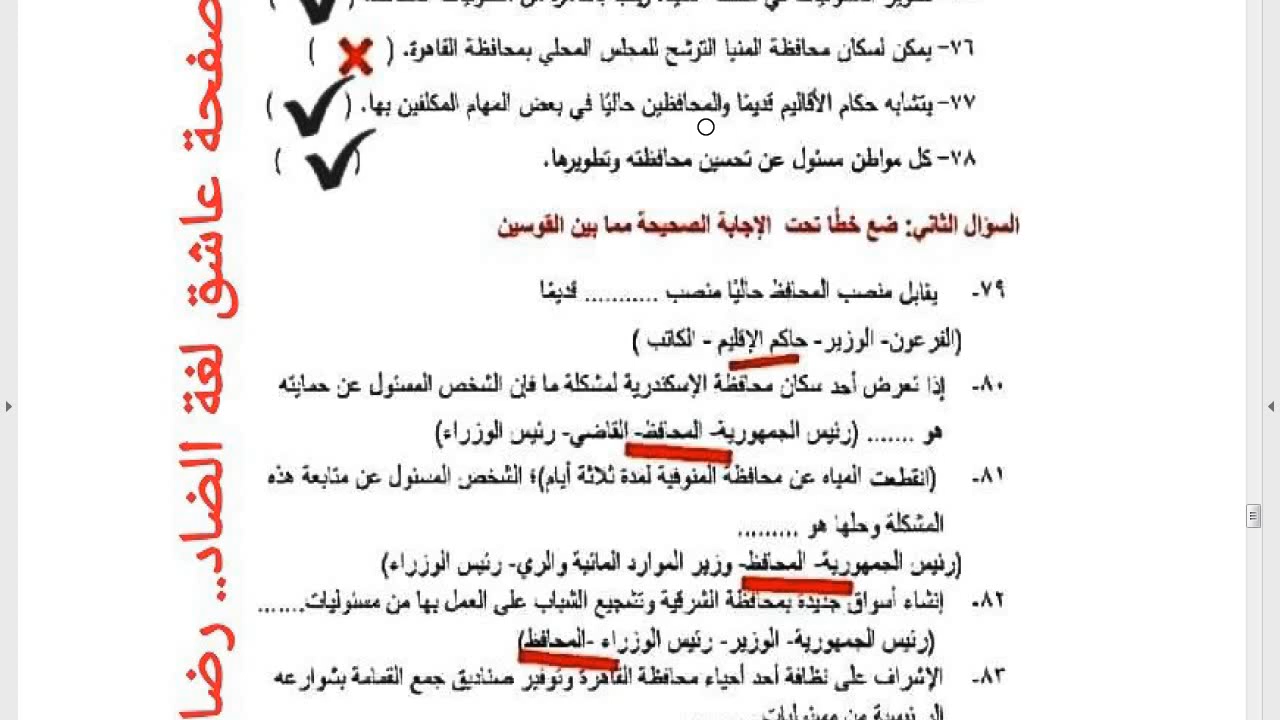 ٧٦- يمكن لسكان محافظة المنيا الترشح للمجلس المحلي بمحافظة القاهرة. ( )
٧٧- يتشابه حكام الأقاليم قديمًا والمحافظين حاليًا في بعض المهام المكلفين بها. ( )
٧٨- كل مواطن مسئول عن تحسين محافظته وتطويرها. ( )
السؤال الثاني: ضع خطًا تحت الإجابة الصحيحة مما بين القوسين
٧٩- يقابل منصب المحافظ حاليًا منصب ........... قديمًا
(الفرعون- الوزير- حاكم الإقليم - الكاتب )
٨٠- إذا تعرض أحد سكان محافظة الإسكندرية لمشكلة ما فإن الشخص المسئول عن حمايته
هو ....... (رئيس الجمهورية- المحافظ- القاضي- رئيس الوزراء)
٨١- (انقطعت المياه عن محافظة المنوفية لمدة ثلاثة أيام)؛ الشخص المسئول عن متابعة هذه
المشكلة وحلها هو .........
(رئيس الجمهورية- المحافظ- وزير الموارد المائية والري- رئيس الوزراء)
٨٢- إنشاء أسواق جديدة بمحافظة الشرقية وتشجيع الشباب على العمل بها من مسئوليات.......
(رئيس الجمهورية- الوزير- رئيس الوزراء -المحافظ)
٨٣- الإشراف على نظافة أحد أحياء محافظة القاهرة وتوفير صناديق جمع القمامة بشوارعه
صفحة عاشق لغة الضاد.. رضا